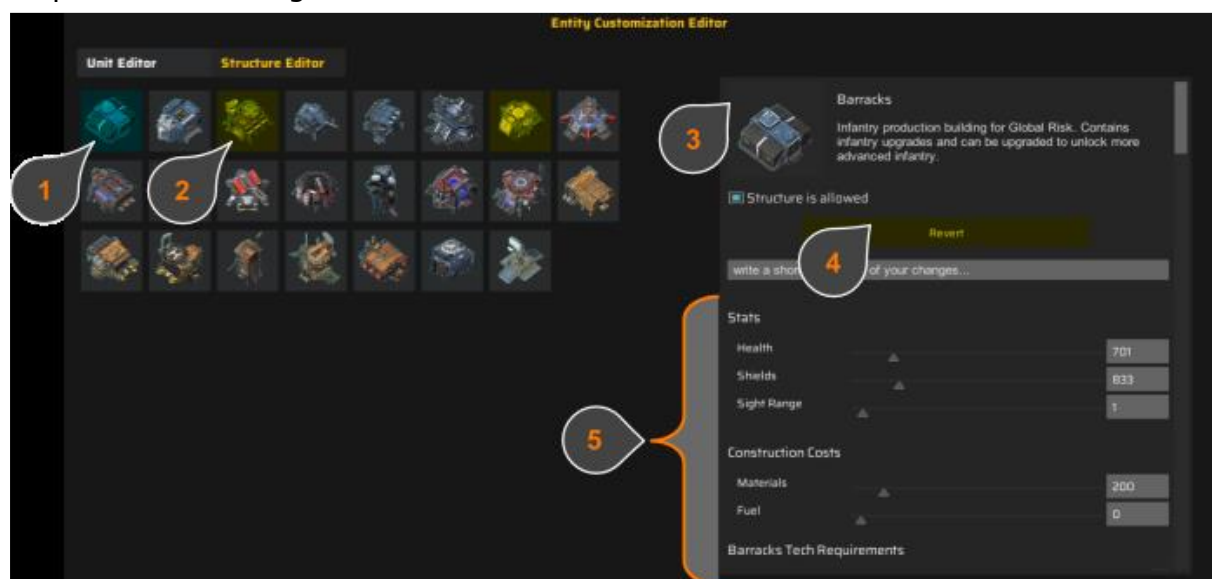 Entity Customization Editor
Unit Editor
Structure Editor
1
2
3
Barracks
Infantry production building for Global Risk. Contains
infantry upgrades and can be upgraded to unlock more
advanced infantry.
Structure is allowed
Revert
4
write a shor of your changes...
5
Stats
Health 701
Shields 833
Sight Range 1
Construction Costs
Materials 200
Fuel 0
Barracks Tech Requirements